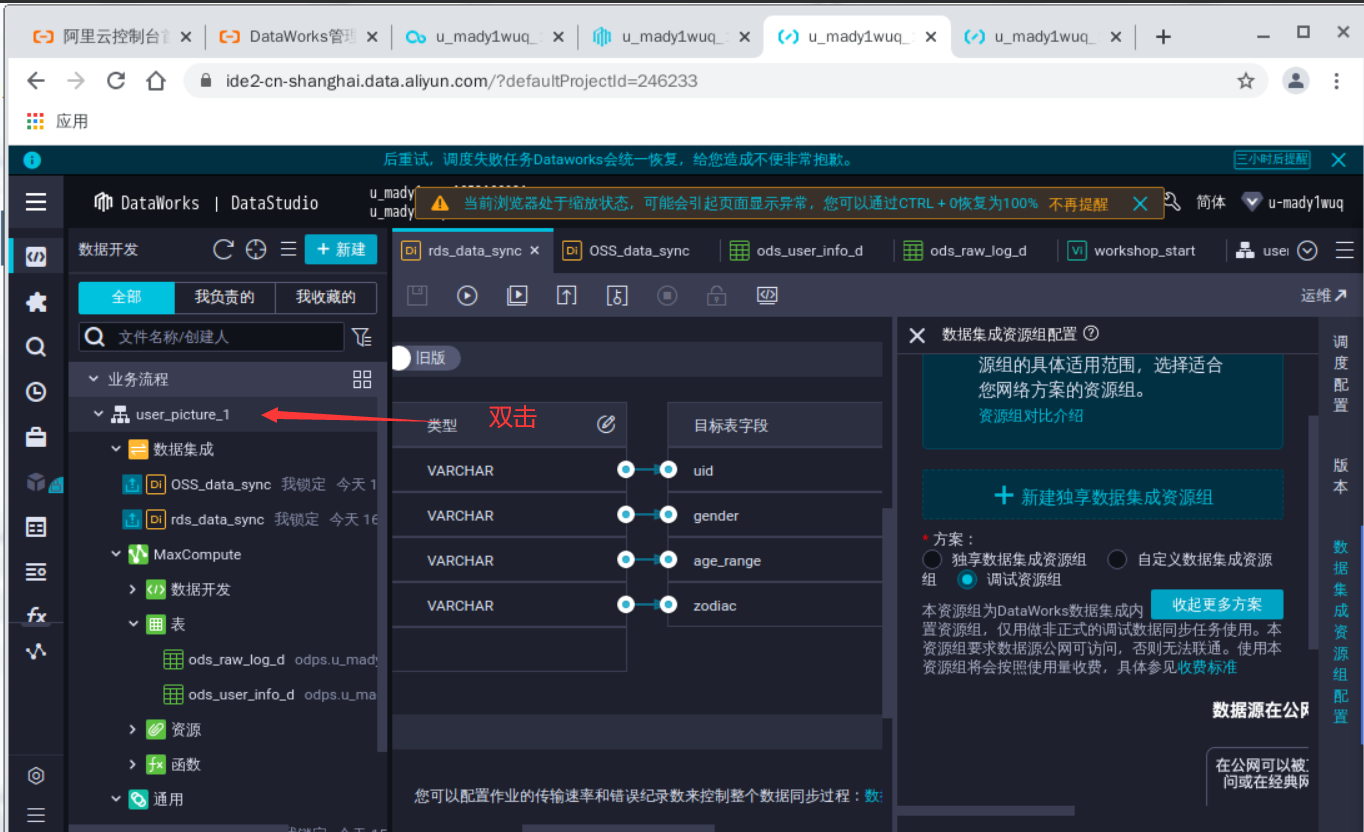 阿里云控制台首
DataWorks管理
u_mady1wuq_
u_mady1wuq_
u_mady1wuq_
u_mady1wuq_
ide2-cn-shanghai.data.aliyun.com/?defaultProjectId=246233
应用
后重试，调度失败任务Dataworks会统一恢复，给您造成不便非常抱歉。
三小时后提醒
DataWorks | DataStudio
u_mady
u_mady
当前浏览器处于缩放状态，可能会引起页面显示异常，您可以通过CTRL + 0恢复为100% 不再提醒
简体
u-mady1wuq
数据开发
+ 新建
Di rds_data_sync
Di OSS_data_sync
ods_user_info_d
ods_raw_log_d
Vi workshop_start
user
全部
我负责的
我收藏的
运维
文件名称/创建人
数据集成资源组配置
旧版
源组的具体适用范围，选择适合
您网络方案的资源组。
资源组对比介绍
业务流程
user_picture_1
双击
类型
目标表字段
数据集成
VARCHAR
uid
Di OSS_data_sync 我锁定 今天 1
+ 新建独享数据集成资源组
VARCHAR
gender
Di rds_data_sync 我锁定 今天 16
* 方案：
独享数据集成资源组
自定义数据集成资源
组
调试资源组
MaxCompute
VARCHAR
age_range
数据开发
VARCHAR
zodiac
收起更多方案
本资源组为DataWorks数据集成内
置资源组，仅用做非正式的调试数据同步任务使用。本
资源组要求数据源公网可访问，否则无法联通。使用本
资源组将会按照使用量收费，具体参见收费标准
表
ods_raw_log_d odps.u_mady
ods_user_info_d odps.u_ma
资源
函数
通用
数据源在公网
在公网可以被
问或在经典网
您可以配置作业的传输速率和错误纪录数来控制整个数据同步过程：数
调度配置
版本
数据集成资源组配置
fx